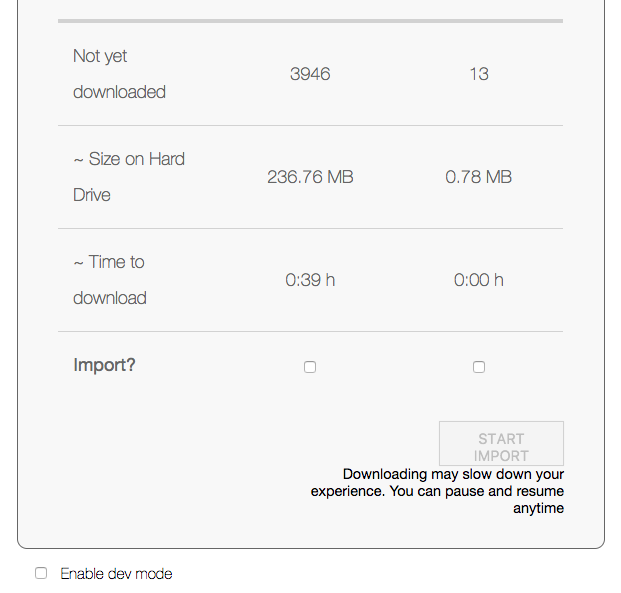 Not yet
downloaded
3946
13
~ Size on Hard
Drive
236.76 MB
0.78 MB
~ Time to
download
0:39 h
0:00 h
Import?
START
IMPORT
Downloading may slow down your
experience. You can pause and resume
anytime
Enable dev mode